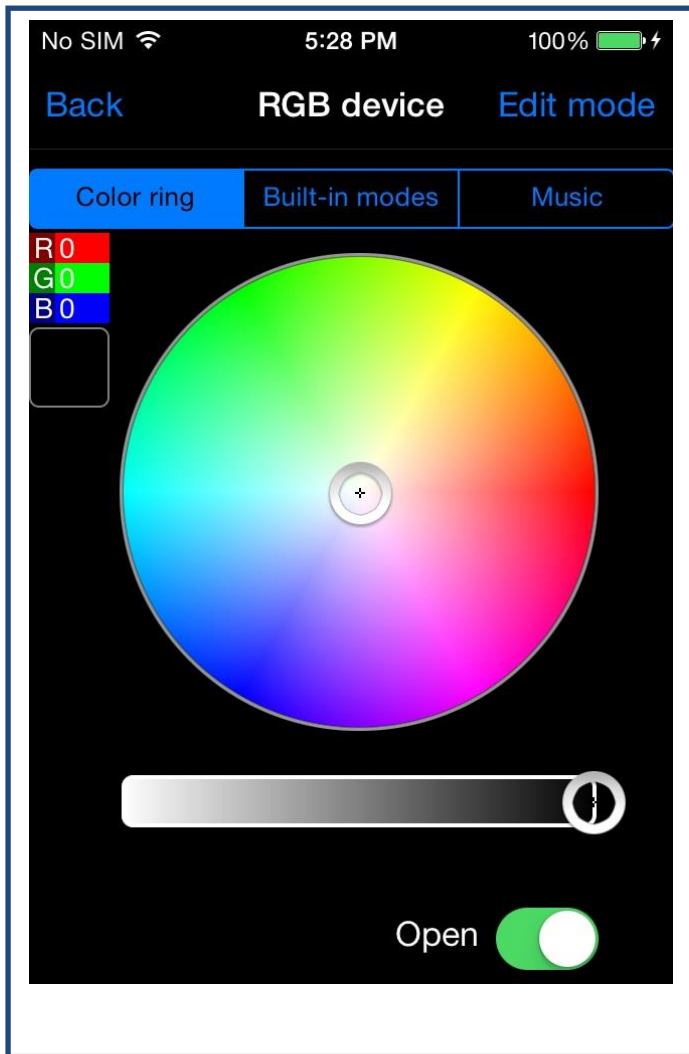 No SIM 5:28 PM 100%
Back RGB device Edit mode
Color ring Built-in modes Music
R 0
G 0
B 0
Open